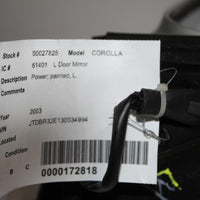 Stock # 00027825 Model COROLLA
IC # 61401 L Door Mirror
Description Power, painted, L.
Comments
Year 2003
VIN JTDBR32E130034994
Located
Condition
B C 0000172818